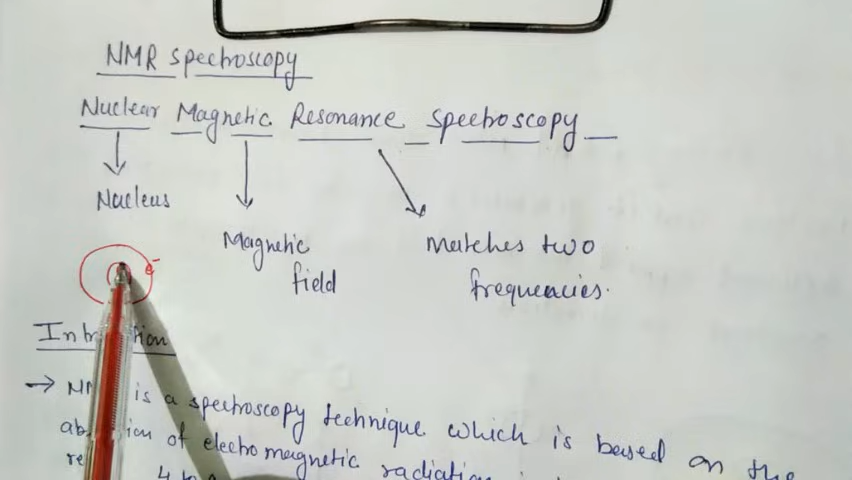 NMR spectroscopy
Nuclear Magnetic Resonance spectroscopy
Nucleus
Magnetic field
Matches two frequencies.
e-
NM is a spectroscopy technique which is based on the
of electromagnetic radiation